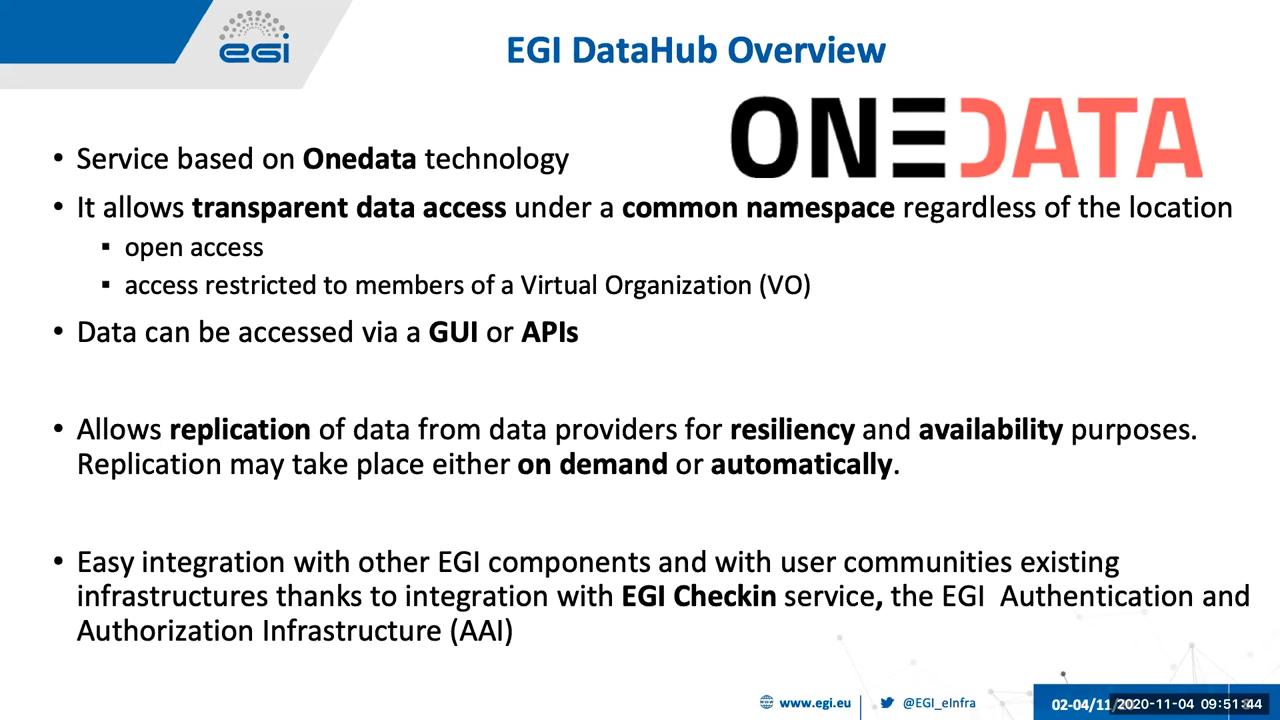 EGI
EGI DataHub Overview
ONEDATA
• Service based on Onedata technology
• It allows transparent data access under a common namespace regardless of the location
▪ open access
▪ access restricted to members of a Virtual Organization (VO)
• Data can be accessed via a GUI or APIs
• Allows replication of data from data providers for resiliency and availability purposes.
Replication may take place either on demand or automatically.
• Easy integration with other EGI components and with user communities existing
infrastructures thanks to integration with EGI Checkin service, the EGI Authentication and
Authorization Infrastructure (AAI)
www.egi.eu
@EGI_eInfra
02-04/11/
2020-11-04 09:51:44